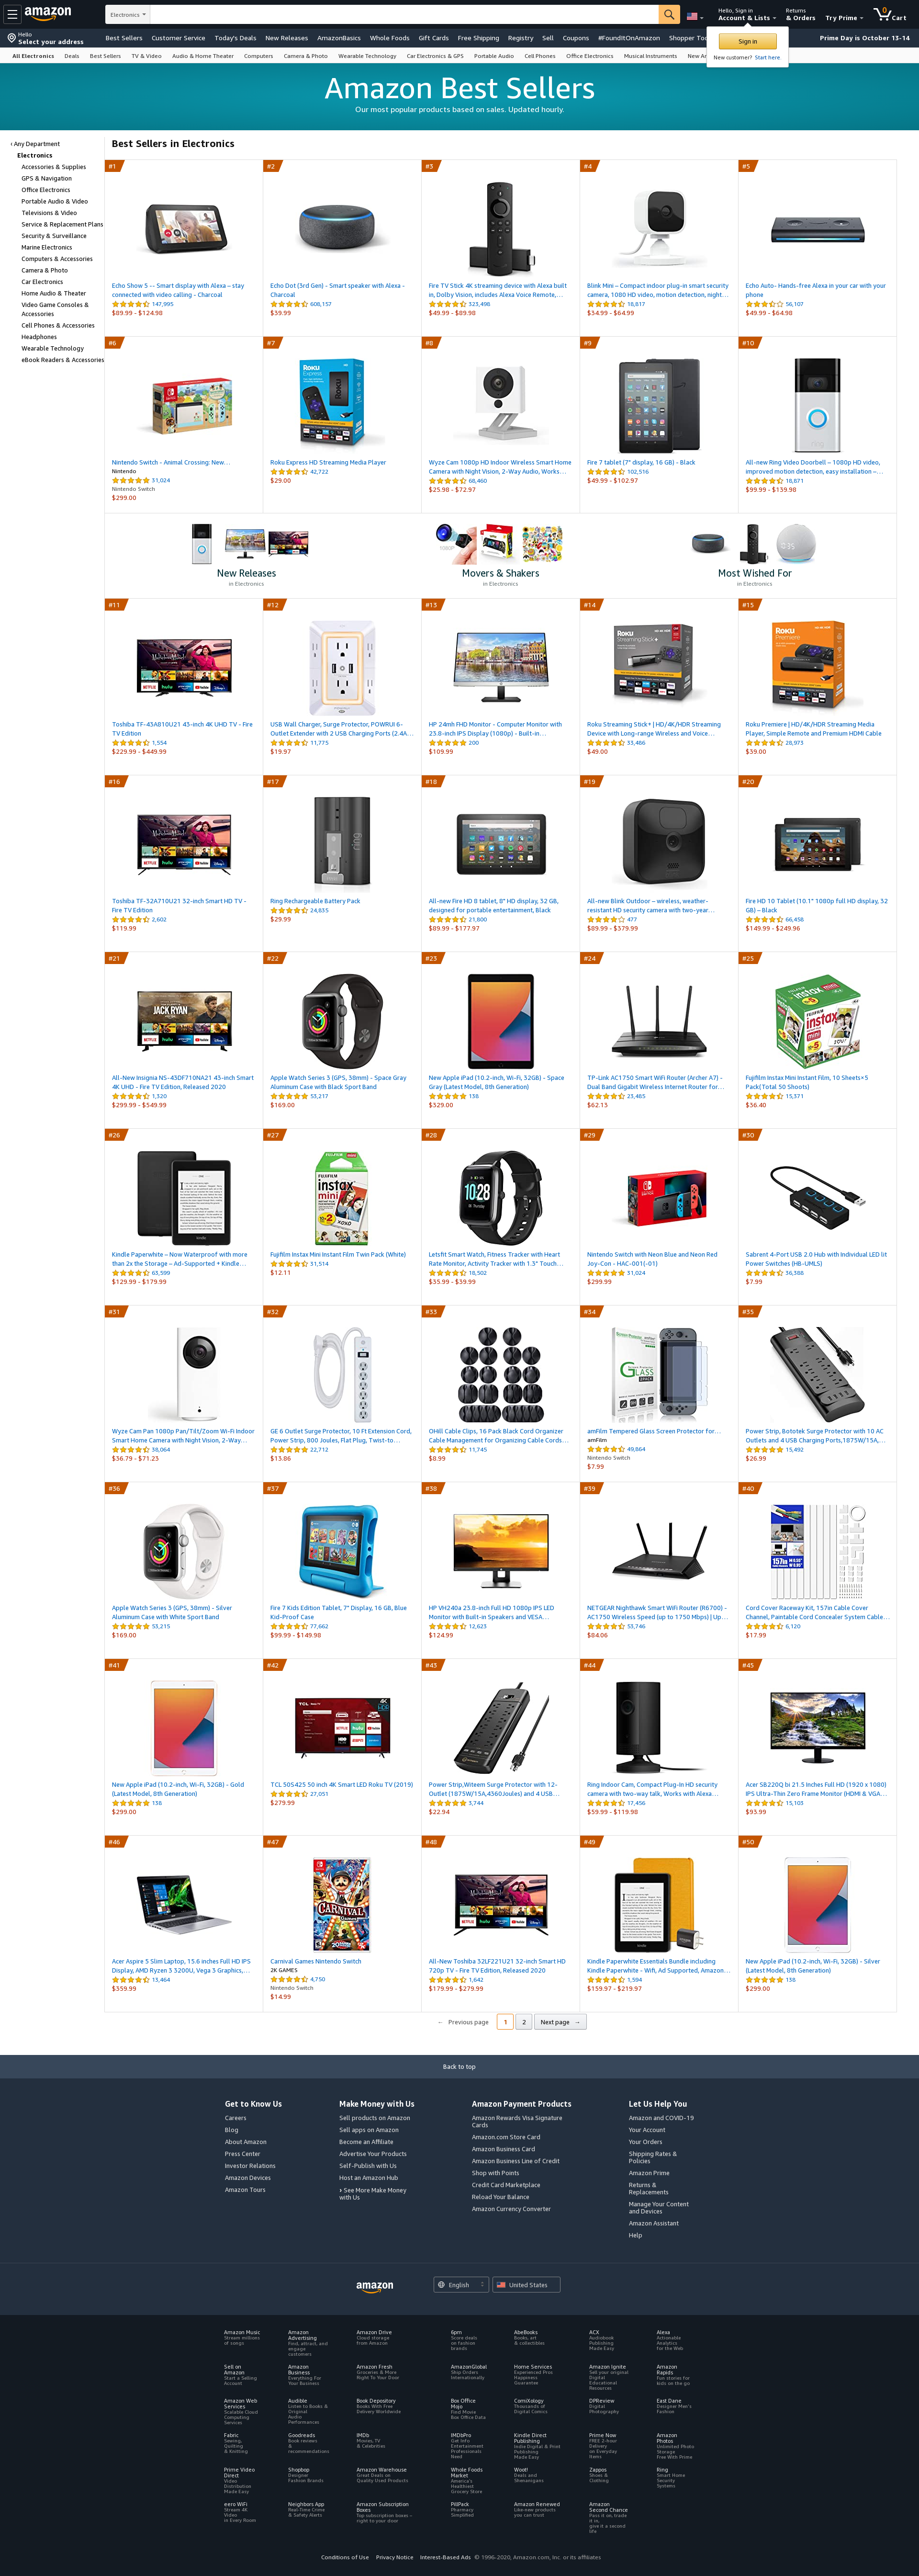 amazon
Electronics
Hello, Sign in
Account & Lists
Returns
& Orders
Try Prime
0
Cart
Hello
Select your address
Best Sellers Customer Service Today's Deals New Releases AmazonBasics Whole Foods Gift Cards Free Shipping Registry Sell Coupons #FoundItOnAmazon Shopper Too
Prime Day is October 13-14
Sign in
New customer? Start here.
All Electronics Deals Best Sellers TV & Video Audio & Home Theater Computers Camera & Photo Wearable Technology Car Electronics & GPS Portable Audio Cell Phones Office Electronics Musical Instruments New Ar
Amazon Best Sellers
Our most popular products based on sales. Updated hourly.
‹ Any Department
Electronics
Accessories & Supplies
GPS & Navigation
Office Electronics
Portable Audio & Video
Televisions & Video
Service & Replacement Plans
Security & Surveillance
Marine Electronics
Computers & Accessories
Camera & Photo
Car Electronics
Home Audio & Theater
Video Game Consoles &
Accessories
Cell Phones & Accessories
Headphones
Wearable Technology
eBook Readers & Accessories
Best Sellers in Electronics
#1
Echo Show 5 -- Smart display with Alexa – stay
connected with video calling - Charcoal
147,995
$89.99 - $124.98
#2
Echo Dot (3rd Gen) - Smart speaker with Alexa -
Charcoal
608,157
$39.99
#3
Fire TV Stick 4K streaming device with Alexa built
in, Dolby Vision, includes Alexa Voice Remote,…
323,498
$49.99 - $89.98
#4
Blink Mini – Compact indoor plug-in smart security
camera, 1080 HD video, motion detection, night…
18,817
$34.99 - $64.99
#5
Echo Auto- Hands-free Alexa in your car with your
phone
56,107
$49.99 - $64.98
#6
Nintendo Switch - Animal Crossing: New…
Nintendo
31,024
Nintendo Switch
$299.00
#7
Roku Express HD Streaming Media Player
42,722
$29.00
#8
Wyze Cam 1080p HD Indoor Wireless Smart Home
Camera with Night Vision, 2-Way Audio, Works…
68,460
$25.98 - $72.97
#9
Fire 7 tablet (7" display, 16 GB) - Black
102,516
$49.99 - $102.97
#10
All-new Ring Video Doorbell – 1080p HD video,
improved motion detection, easy installation –…
18,871
$99.99 - $139.98
New Releases
in Electronics
Movers & Shakers
in Electronics
Most Wished For
in Electronics
#11
Toshiba TF-43A810U21 43-inch 4K UHD TV - Fire
TV Edition
1,554
$229.99 - $449.99
#12
USB Wall Charger, Surge Protector, POWRUI 6-
Outlet Extender with 2 USB Charging Ports (2.4A…
11,775
$19.97
#13
HP 24mh FHD Monitor - Computer Monitor with
23.8-inch IPS Display (1080p) - Built-in…
200
$109.99
#14
Roku Streaming Stick+ | HD/4K/HDR Streaming
Device with Long-range Wireless and Voice…
33,486
$49.00
#15
Roku Premiere | HD/4K/HDR Streaming Media
Player, Simple Remote and Premium HDMI Cable
28,973
$39.00
#16
Toshiba TF-32A710U21 32-inch Smart HD TV -
Fire TV Edition
2,602
$119.99
#17
Ring Rechargeable Battery Pack
24,835
$29.99
#18
All-new Fire HD 8 tablet, 8" HD display, 32 GB,
designed for portable entertainment, Black
21,800
$89.99 - $177.97
#19
All-new Blink Outdoor – wireless, weather-
resistant HD security camera with two-year…
477
$89.99 - $379.99
#20
Fire HD 10 Tablet (10.1" 1080p full HD display, 32
GB) – Black
66,458
$149.99 - $249.96
#21
All-New Insignia NS-43DF710NA21 43-inch Smart
4K UHD - Fire TV Edition, Released 2020
1,320
$299.99 - $549.99
#22
Apple Watch Series 3 (GPS, 38mm) - Space Gray
Aluminum Case with Black Sport Band
53,217
$169.00
#23
New Apple iPad (10.2-inch, Wi-Fi, 32GB) - Space
Gray (Latest Model, 8th Generation)
138
$329.00
#24
TP-Link AC1750 Smart WiFi Router (Archer A7) -
Dual Band Gigabit Wireless Internet Router for…
23,485
$62.13
#25
Fujifilm Instax Mini Instant Film, 10 Sheets×5
Pack(Total 50 Shoots)
15,371
$36.40
#26
Kindle Paperwhite – Now Waterproof with more
than 2x the Storage – Ad-Supported + Kindle…
63,599
$129.99 - $179.99
#27
Fujifilm Instax Mini Instant Film Twin Pack (White)
31,514
$12.11
#28
Letsfit Smart Watch, Fitness Tracker with Heart
Rate Monitor, Activity Tracker with 1.3" Touch…
18,502
$35.99 - $39.99
#29
Nintendo Switch with Neon Blue and Neon Red
Joy-Con - HAC-001(-01)
31,024
$299.99
#30
Sabrent 4-Port USB 2.0 Hub with Individual LED lit
Power Switches (HB-UMLS)
36,388
$7.99
#31
Wyze Cam Pan 1080p Pan/Tilt/Zoom Wi-Fi Indoor
Smart Home Camera with Night Vision, 2-Way…
38,064
$36.79 - $71.23
#32
GE 6 Outlet Surge Protector, 10 Ft Extension Cord,
Power Strip, 800 Joules, Flat Plug, Twist-to…
22,712
$13.86
#33
OHill Cable Clips, 16 Pack Black Cord Organizer
Cable Management for Organizing Cable Cords…
11,745
$8.99
#34
amFilm Tempered Glass Screen Protector for…
amFilm
49,864
Nintendo Switch
$7.99
#35
Power Strip, Bototek Surge Protector with 10 AC
Outlets and 4 USB Charging Ports,1875W/15A,…
15,492
$26.99
#36
Apple Watch Series 3 (GPS, 38mm) - Silver
Aluminum Case with White Sport Band
53,215
$169.00
#37
Fire 7 Kids Edition Tablet, 7" Display, 16 GB, Blue
Kid-Proof Case
77,662
$99.99 - $149.98
#38
HP VH240a 23.8-inch Full HD 1080p IPS LED
Monitor with Built-in Speakers and VESA…
12,623
$124.99
#39
NETGEAR Nighthawk Smart WiFi Router (R6700) -
AC1750 Wireless Speed (up to 1750 Mbps) | Up…
53,746
$84.06
#40
Cord Cover Raceway Kit, 157in Cable Cover
Channel, Paintable Cord Concealer System Cable…
6,120
$17.99
#41
New Apple iPad (10.2-inch, Wi-Fi, 32GB) - Gold
(Latest Model, 8th Generation)
138
$299.00
#42
TCL 50S425 50 inch 4K Smart LED Roku TV (2019)
27,051
$279.99
#43
Power Strip,Witeem Surge Protector with 12-
Outlet (1875W/15A,4360Joules) and 4 USB…
3,744
$22.94
#44
Ring Indoor Cam, Compact Plug-In HD security
camera with two-way talk, Works with Alexa…
17,456
$59.99 - $119.98
#45
Acer SB220Q bi 21.5 Inches Full HD (1920 x 1080)
IPS Ultra-Thin Zero Frame Monitor (HDMI & VGA…
15,103
$93.99
#46
Acer Aspire 5 Slim Laptop, 15.6 inches Full HD IPS
Display, AMD Ryzen 3 3200U, Vega 3 Graphics,…
13,464
$359.99
#47
Carnival Games Nintendo Switch
2K GAMES
4,750
Nintendo Switch
$14.99
#48
All-New Toshiba 32LF221U21 32-inch Smart HD
720p TV - Fire TV Edition, Released 2020
1,642
$179.99 - $279.99
#49
Kindle Paperwhite Essentials Bundle including
Kindle Paperwhite - Wifi, Ad Supported, Amazon…
1,594
$159.97 - $219.97
#50
New Apple iPad (10.2-inch, Wi-Fi, 32GB) - Silver
(Latest Model, 8th Generation)
138
$299.00
← Previous page 1 2 Next page →
Back to top
Get to Know Us
Careers
Blog
About Amazon
Press Center
Investor Relations
Amazon Devices
Amazon Tours
Make Money with Us
Sell products on Amazon
Sell apps on Amazon
Become an Affiliate
Advertise Your Products
Self-Publish with Us
Host an Amazon Hub
› See More Make Money
with Us
Amazon Payment Products
Amazon Rewards Visa Signature
Cards
Amazon.com Store Card
Amazon Business Card
Amazon Business Line of Credit
Shop with Points
Credit Card Marketplace
Reload Your Balance
Amazon Currency Converter
Let Us Help You
Amazon and COVID-19
Your Account
Your Orders
Shipping Rates &
Policies
Amazon Prime
Returns &
Replacements
Manage Your Content
and Devices
Amazon Assistant
Help
amazon
English
United States
Amazon Music
Stream millions
of songs
Amazon
Advertising
Find, attract, and
engage
customers
Amazon Drive
Cloud storage
from Amazon
6pm
Score deals
on fashion
brands
AbeBooks
Books, art
& collectibles
ACX
Audiobook
Publishing
Made Easy
Alexa
Actionable
Analytics
for the Web
Sell on
Amazon
Start a Selling
Account
Amazon
Business
Everything For
Your Business
Amazon Fresh
Groceries & More
Right To Your Door
AmazonGlobal
Ship Orders
Internationally
Home Services
Experienced Pros
Happiness
Guarantee
Amazon Ignite
Sell your original
Digital
Educational
Resources
Amazon
Rapids
Fun stories for
kids on the go
Amazon Web
Services
Scalable Cloud
Computing
Services
Audible
Listen to Books &
Original
Audio
Performances
Book Depository
Books With Free
Delivery Worldwide
Box Office
Mojo
Find Movie
Box Office Data
ComiXology
Thousands of
Digital Comics
DPReview
Digital
Photography
East Dane
Designer Men's
Fashion
Fabric
Sewing,
Quilting
& Knitting
Goodreads
Book reviews
&
recommendations
IMDb
Movies, TV
& Celebrities
IMDbPro
Get Info
Entertainment
Professionals
Need
Kindle Direct
Publishing
Indie Digital & Print
Publishing
Made Easy
Prime Now
FREE 2-hour
Delivery
on Everyday
Items
Amazon
Photos
Unlimited Photo
Storage
Free With Prime
Prime Video
Direct
Video
Distribution
Made Easy
Shopbop
Designer
Fashion Brands
Amazon Warehouse
Great Deals on
Quality Used Products
Whole Foods
Market
America's
Healthiest
Grocery Store
Woot!
Deals and
Shenanigans
Zappos
Shoes &
Clothing
Ring
Smart Home
Security
Systems
eero WiFi
Stream 4K
Video
in Every Room
Neighbors App
Real-Time Crime
& Safety Alerts
Amazon Subscription
Boxes
Top subscription boxes –
right to your door
PillPack
Pharmacy
Simplified
Amazon Renewed
Like-new products
you can trust
Amazon
Second Chance
Pass it on, trade
it in,
give it a second
life
Conditions of Use Privacy Notice Interest-Based Ads © 1996-2020, Amazon.com, Inc. or its affiliates